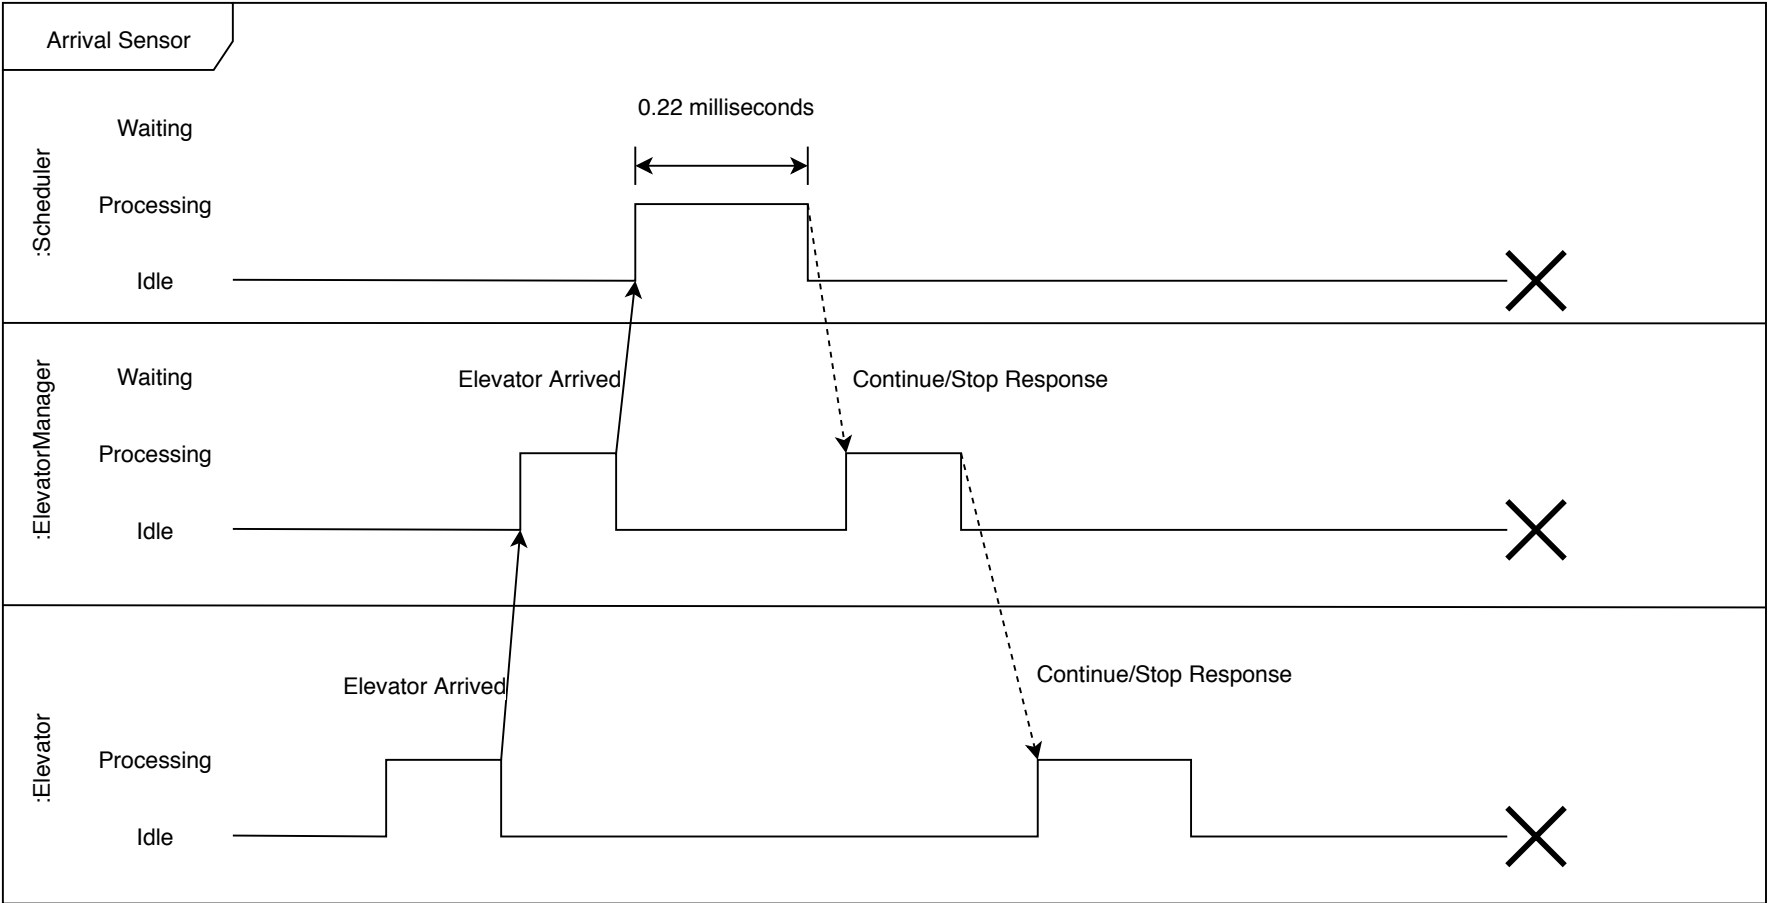 Arrival Sensor
0.22 milliseconds
:Scheduler
Waiting
Processing
Idle
:ElevatorManager
Waiting
Elevator Arrived
Continue/Stop Response
Processing
Idle
:Elevator
Elevator Arrived
Continue/Stop Response
Processing
Idle